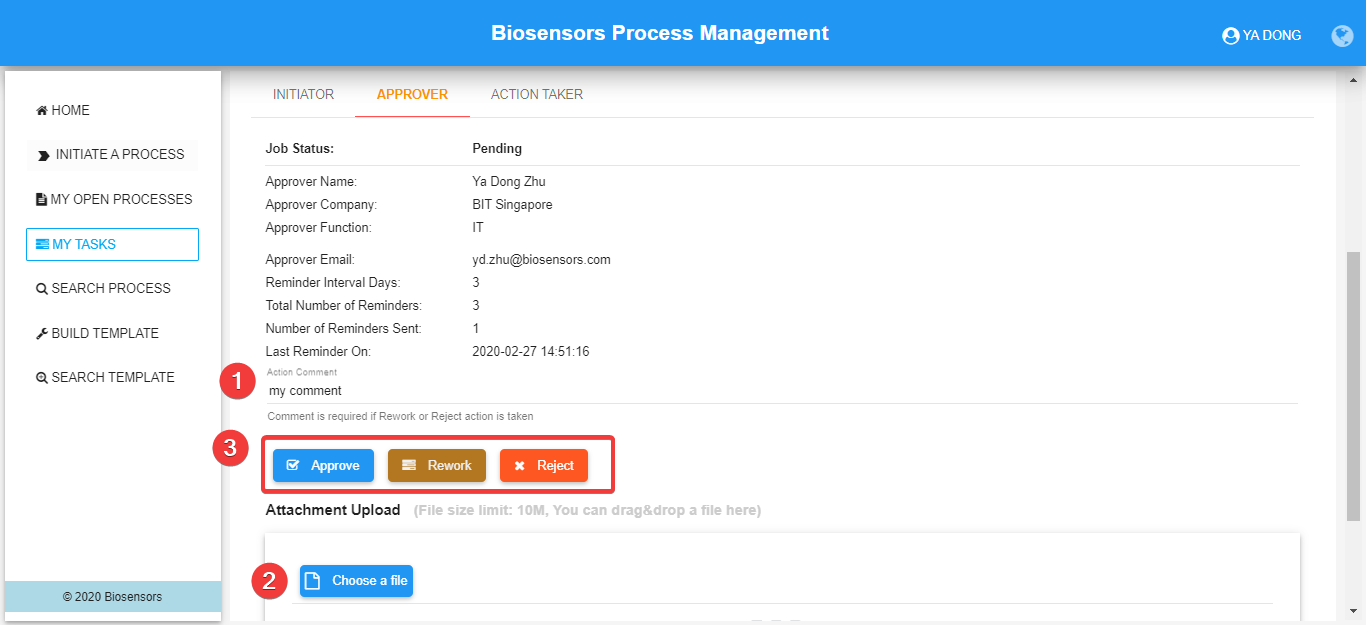 Biosensors Process Management
YA DONG
HOME
INITIATE A PROCESS
MY OPEN PROCESSES
MY TASKS
SEARCH PROCESS
BUILD TEMPLATE
SEARCH TEMPLATE
© 2020 Biosensors
INITIATOR APPROVER ACTION TAKER
Job Status: Pending
Approver Name: Ya Dong Zhu
Approver Company: BIT Singapore
Approver Function: IT
Approver Email: yd.zhu@biosensors.com
Reminder Interval Days: 3
Total Number of Reminders: 3
Number of Reminders Sent: 1
Last Reminder On: 2020-02-27 14:51:16
Action Comment
1 my comment
Comment is required if Rework or Reject action is taken
3 Approve Rework Reject
Attachment Upload (File size limit: 10M, You can drag&drop a file here)
2 Choose a file